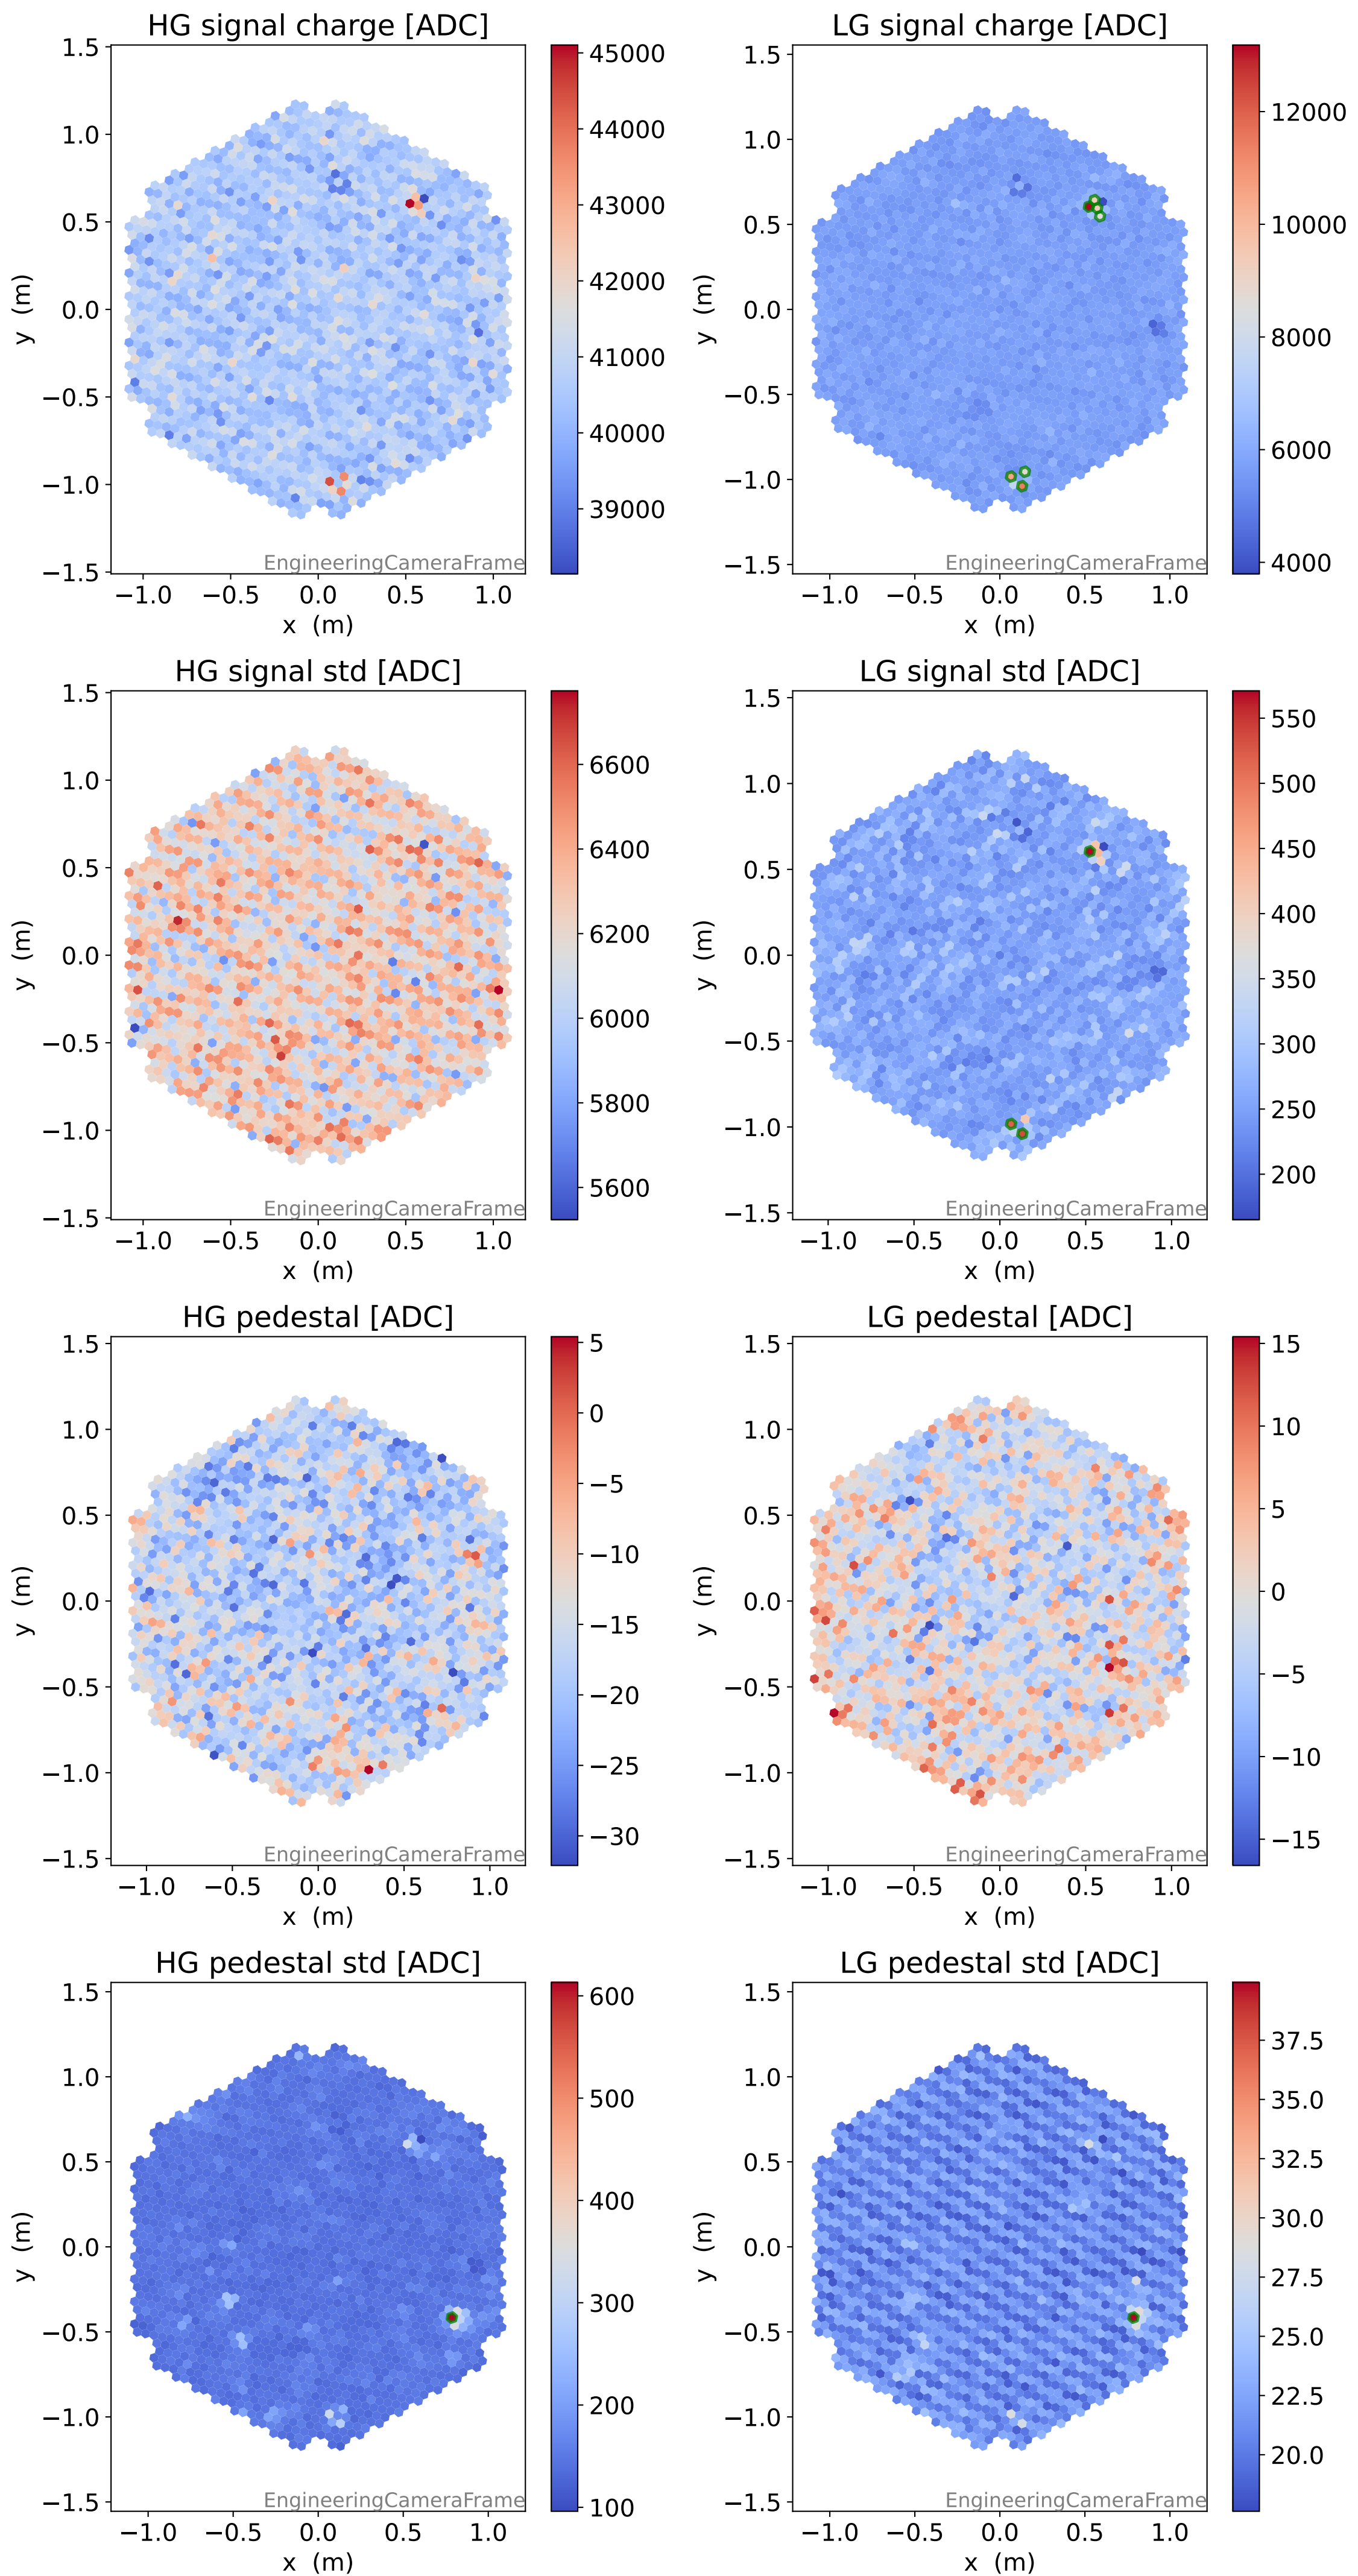 HG signal charge [ADC]
1.5
1.0
0.5
0.0
−0.5
−1.0
−1.5
y (m)
EngineeringCameraFrame
−1.0 −0.5 0.0 0.5 1.0
x (m)
45000
44000
43000
42000
41000
40000
39000
LG signal charge [ADC]
1.5
1.0
0.5
0.0
−0.5
−1.0
−1.5
y (m)
EngineeringCameraFrame
−1.0 −0.5 0.0 0.5 1.0
x (m)
12000
10000
8000
6000
4000
HG signal std [ADC]
1.5
1.0
0.5
0.0
−0.5
−1.0
−1.5
y (m)
EngineeringCameraFrame
−1.0 −0.5 0.0 0.5 1.0
x (m)
6600
6400
6200
6000
5800
5600
LG signal std [ADC]
1.5
1.0
0.5
0.0
−0.5
−1.0
−1.5
y (m)
EngineeringCameraFrame
−1.0 −0.5 0.0 0.5 1.0
x (m)
550
500
450
400
350
300
250
200
HG pedestal [ADC]
1.5
1.0
0.5
0.0
−0.5
−1.0
−1.5
y (m)
EngineeringCameraFrame
−1.0 −0.5 0.0 0.5 1.0
x (m)
5
0
−5
−10
−15
−20
−25
−30
LG pedestal [ADC]
1.5
1.0
0.5
0.0
−0.5
−1.0
−1.5
y (m)
EngineeringCameraFrame
−1.0 −0.5 0.0 0.5 1.0
x (m)
15
10
5
0
−5
−10
−15
HG pedestal std [ADC]
1.5
1.0
0.5
0.0
−0.5
−1.0
−1.5
y (m)
EngineeringCameraFrame
−1.0 −0.5 0.0 0.5 1.0
x (m)
600
500
400
300
200
100
LG pedestal std [ADC]
1.5
1.0
0.5
0.0
−0.5
−1.0
−1.5
y (m)
EngineeringCameraFrame
−1.0 −0.5 0.0 0.5 1.0
x (m)
37.5
35.0
32.5
30.0
27.5
25.0
22.5
20.0